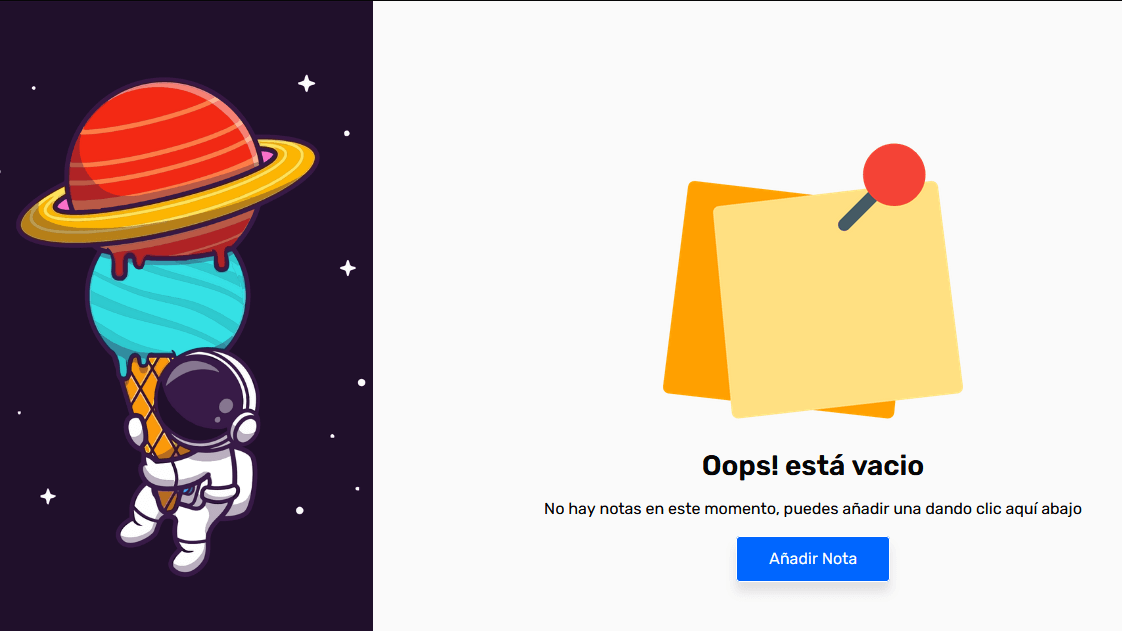 Oops! está vacio
No hay notas en este momento, puedes añadir una dando clic aquí abajo
Añadir Nota